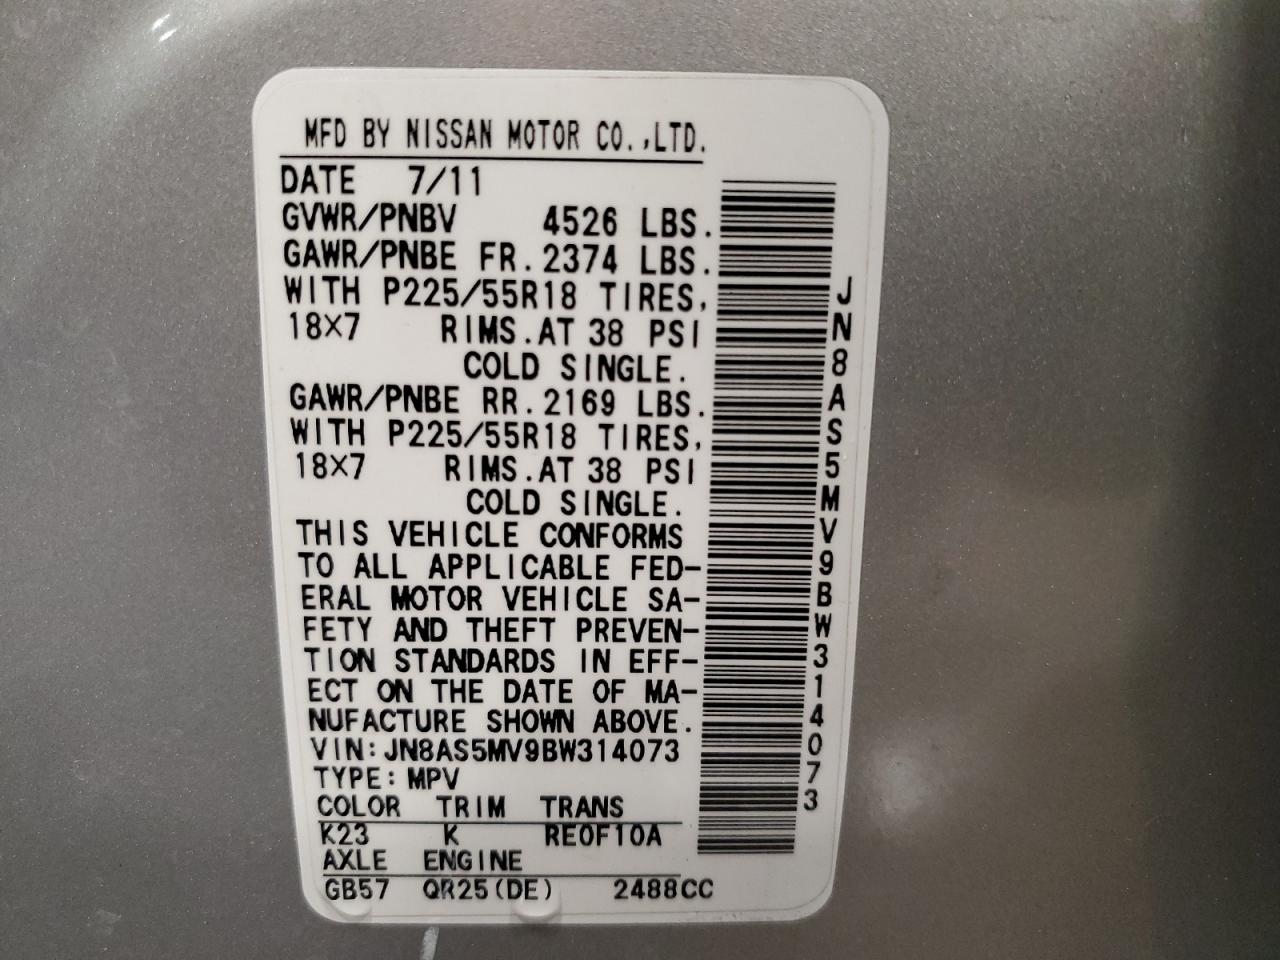 MFD BY NISSAN MOTOR CO.,LTD.
DATE 7/11
GVWR/PNBV 4526 LBS.
GAWR/PNBE FR.2374 LBS.
WITH P225/55R18 TIRES,
18×7 RIMS.AT 38 PSI
COLD SINGLE.
GAWR/PNBE RR.2169 LBS.
WITH P225/55R18 TIRES,
18×7 RIMS.AT 38 PSI
COLD SINGLE.
THIS VEHICLE CONFORMS
TO ALL APPLICABLE FED-
ERAL MOTOR VEHICLE SA-
FETY AND THEFT PREVEN-
TION STANDARDS IN EFF-
ECT ON THE DATE OF MA-
NUFACTURE SHOWN ABOVE.
VIN:JN8AS5MV9BW314073
TYPE:MPV
COLOR TRIM TRANS
K23 K RE0F10A
AXLE ENGINE
GB57 QR25(DE) 2488CC
JN8AS5MV9BW314073